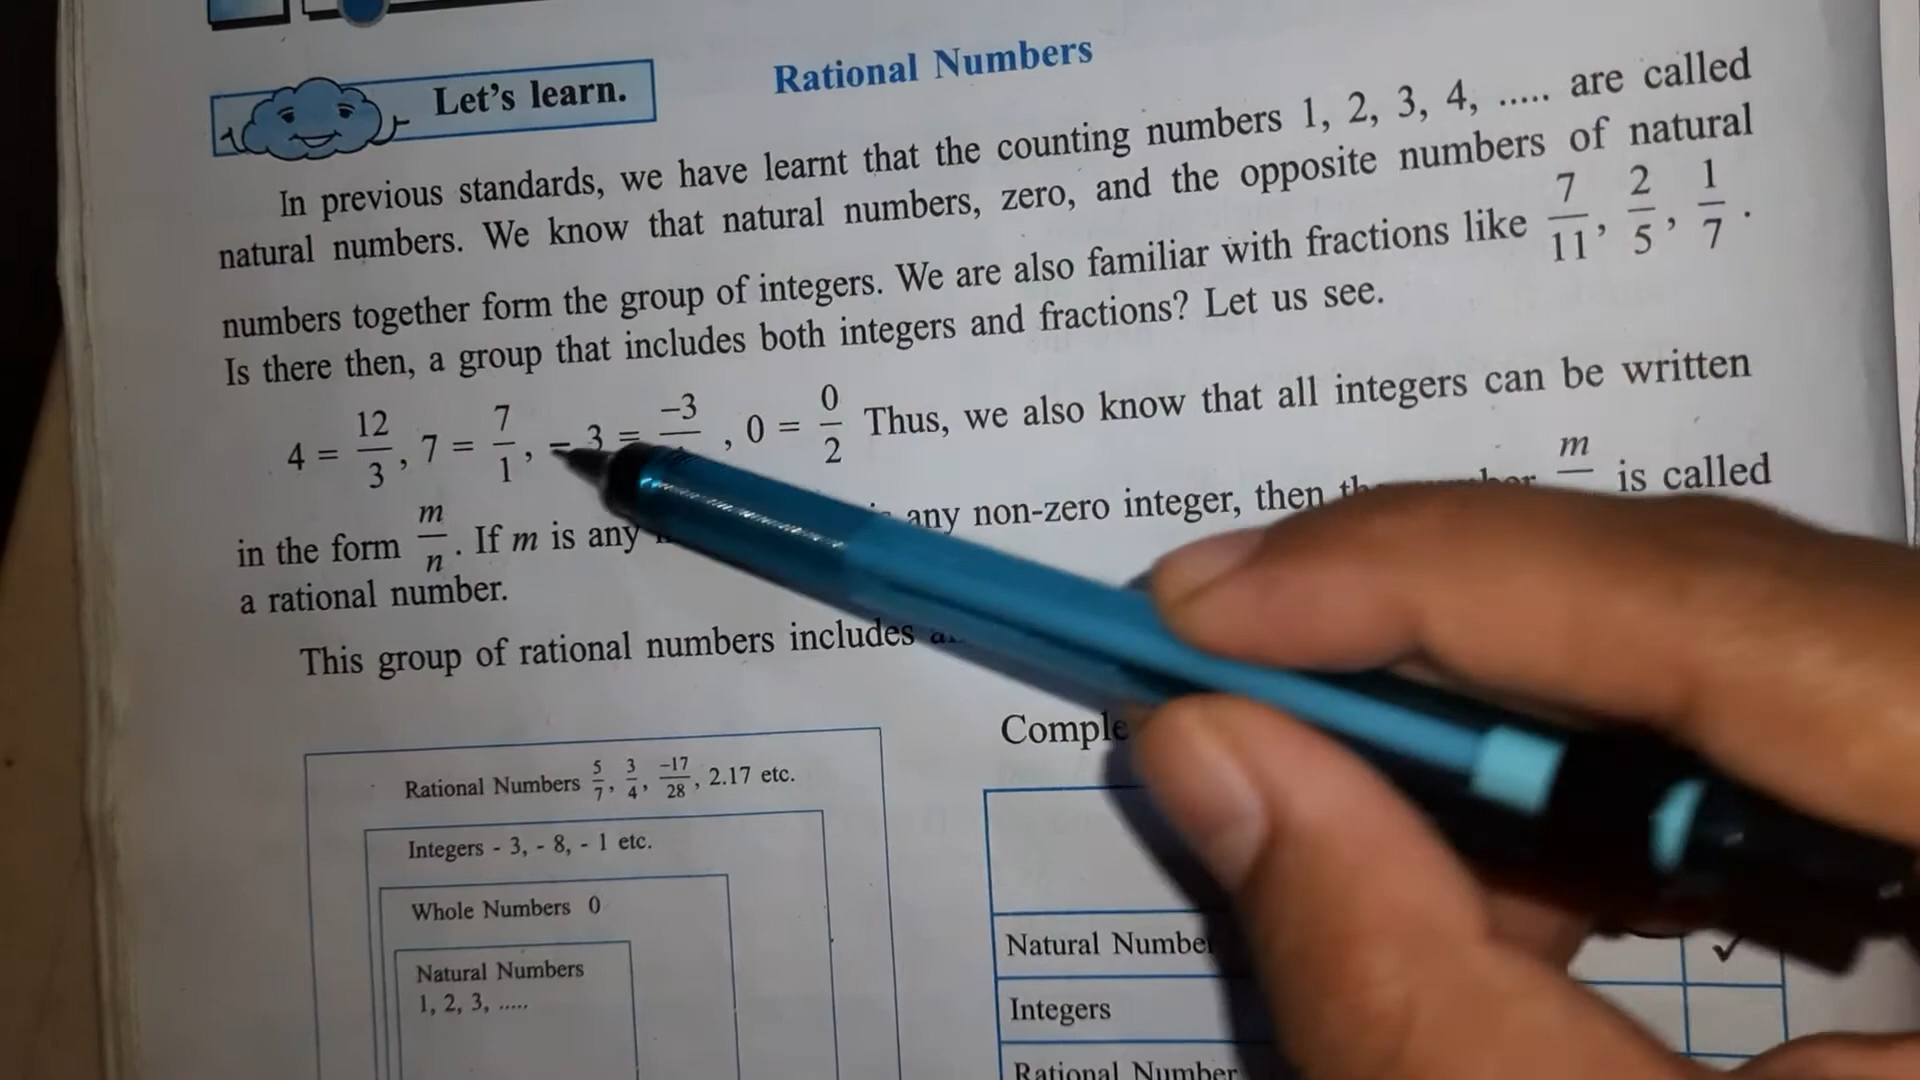 Let's learn.
Rational Numbers
In previous standards, we have learnt that the counting numbers 1, 2, 3, 4, ..... are called
natural numbers. We know that natural numbers, zero, and the opposite numbers of natural
numbers together form the group of integers. We are also familiar with fractions like 7/11, 2/5, 1/7.
Is there then, a group that includes both integers and fractions? Let us see.
4 = 12/3, 7 = 7/1, - 3 = -3 , 0 = 0/2 Thus, we also know that all integers can be written
in the form m/n. If m is any any non-zero integer, then m is called
a rational number.
This group of rational numbers includes
Rational Numbers 5/7, 3/4, -17/28, 2.17 etc.
Integers - 3, - 8, - 1 etc.
Whole Numbers 0
Natural Numbers
1, 2, 3, .....
Natural
Integers
Rational